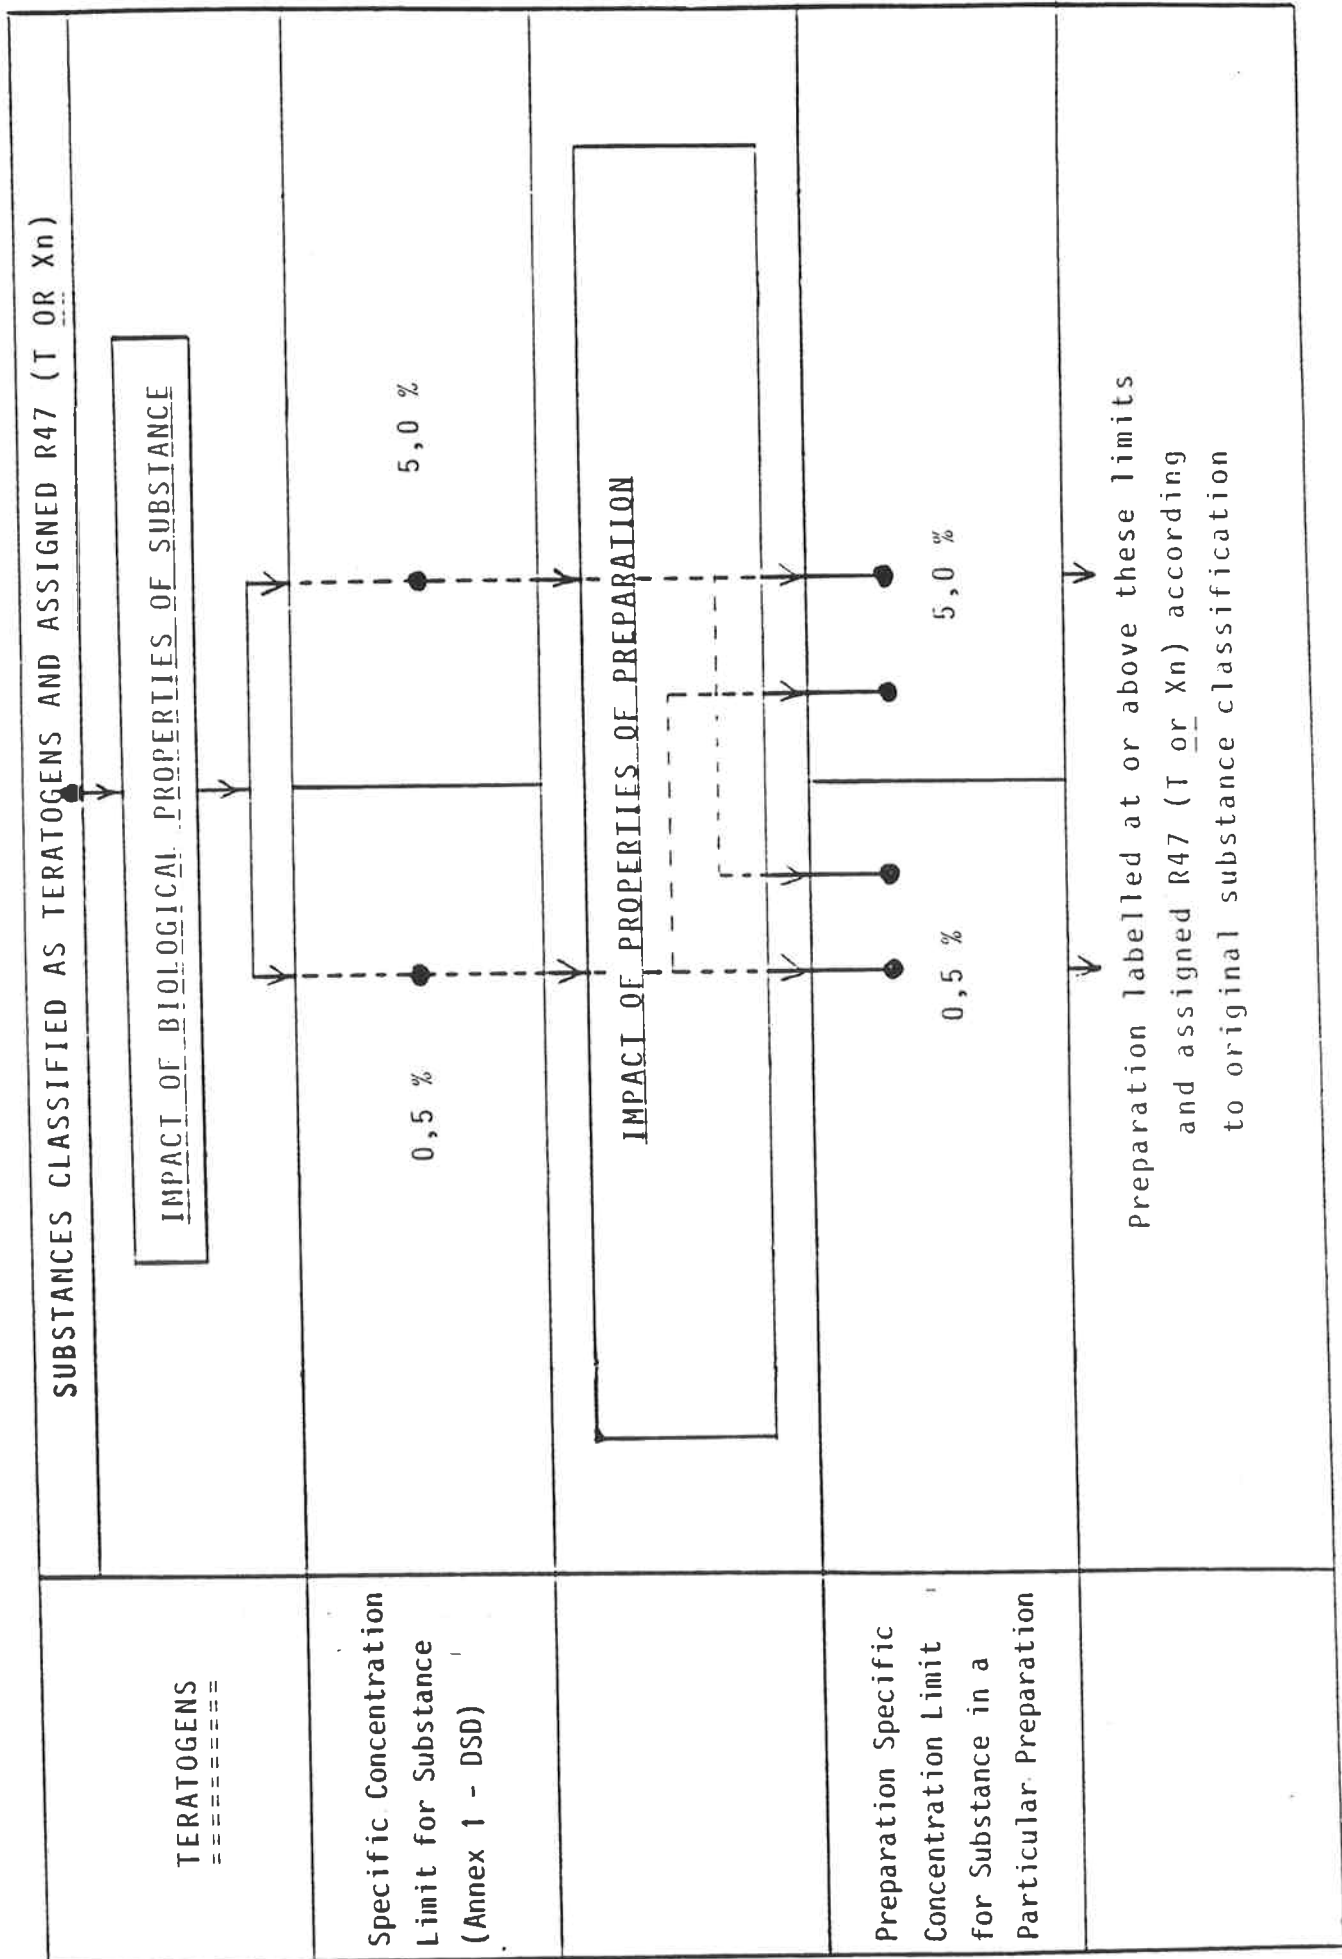 SUBSTANCES CLASSIFIED AS TERATOGENS AND ASSIGNED R47 (T OR Xn)
TERATOGENS
==========
IMPACT OF BIOLOGICAL PROPERTIES OF SUBSTANCE
Specific Concentration
Limit for Substance
(Annex 1 - DSD)
0,5 %
5,0 %
IMPACT OF PROPERTIES OF PREPARATION
Preparation Specific
Concentration Limit
for Substance in a
Particular Preparation
0,5 %
5,0 %
Preparation labelled at or above these limits
and assigned R47 (T or Xn) according
to original substance classification